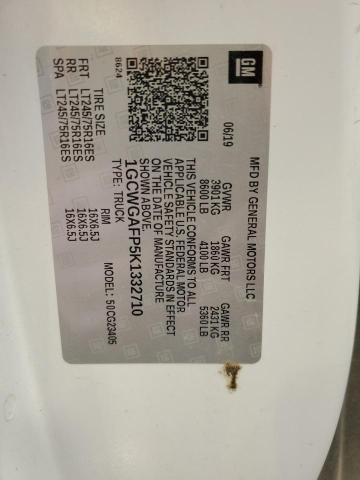 GM
MFD BY GENERAL MOTORS LLC
06/19 GVWR GAWR FRT GAWR RR
3901 KG 1860 KG 2431 KG
8600 LB 4100 LB 5360 LB
THIS VEHICLE CONFORMS TO ALL
APPLICABLE U.S. FEDERAL MOTOR
VEHICLE SAFETY STANDARDS IN EFFECT
ON THE DATE OF MANUFACTURE
SHOWN ABOVE.
1GCWGAFP5K1332710
TYPE: TRUCK MODEL: 50CG23405
8624
TIRE SIZE RIM
FRT LT245/75R16ES 16X6.5J
RR LT245/75R16ES 16X6.5J
SPA LT245/75R16ES 16X6.5J